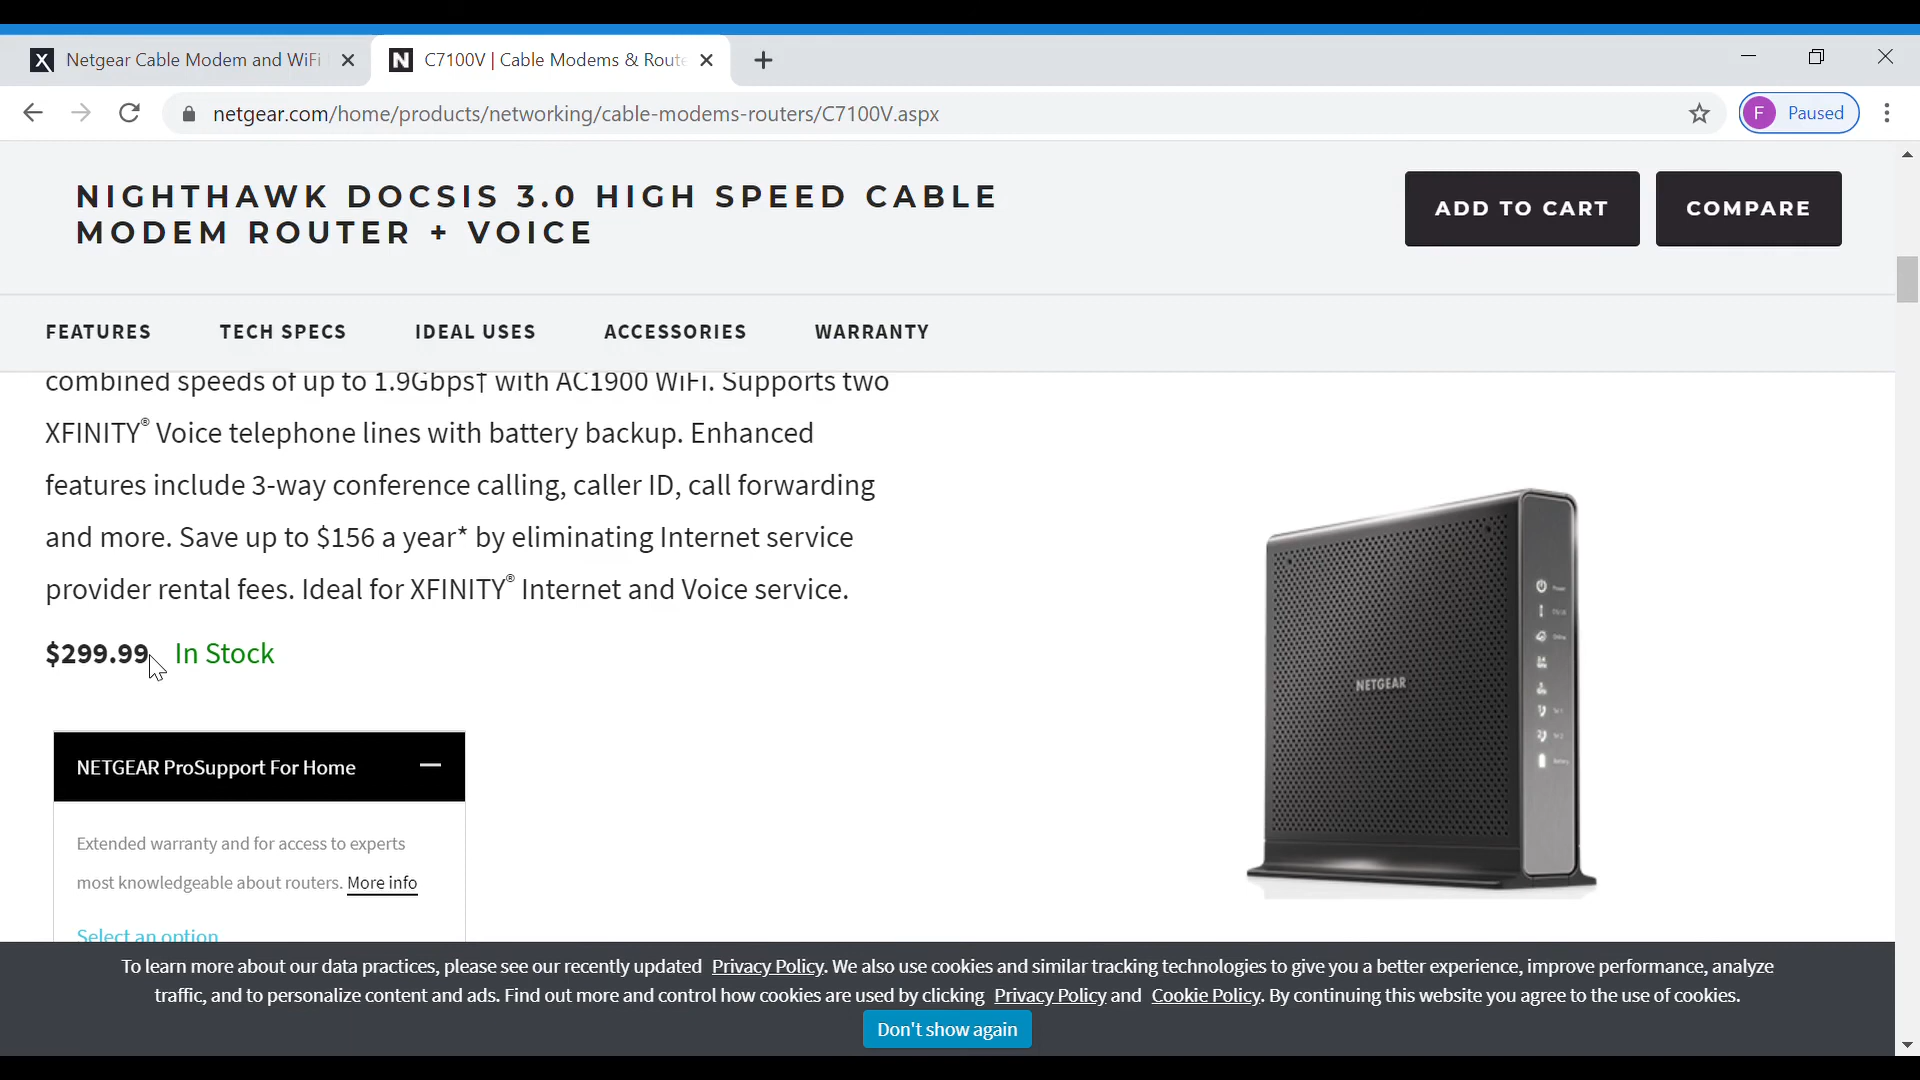 Netgear Cable Modem and WiFi
C7100V | Cable Modems & Route
netgear.com/home/products/networking/cable-modems-routers/C7100V.aspx
F Paused
NIGHTHAWK DOCSIS 3.0 HIGH SPEED CABLE
MODEM ROUTER + VOICE
ADD TO CART
COMPARE
FEATURES TECH SPECS IDEAL USES ACCESSORIES WARRANTY
combined speeds of up to 1.9Gbps† with AC1900 WiFi. Supports two
XFINITY® Voice telephone lines with battery backup. Enhanced
features include 3-way conference calling, caller ID, call forwarding
and more. Save up to $156 a year* by eliminating Internet service
provider rental fees. Ideal for XFINITY® Internet and Voice service.
$299.99 In Stock
NETGEAR
Power
Online
Battery
NETGEAR ProSupport For Home
Extended warranty and for access to experts
most knowledgeable about routers. More info
Select an option
To learn more about our data practices, please see our recently updated Privacy Policy. We also use cookies and similar tracking technologies to give you a better experience, improve performance, analyze
traffic, and to personalize content and ads. Find out more and control how cookies are used by clicking Privacy Policy and Cookie Policy. By continuing this website you agree to the use of cookies.
Don't show again